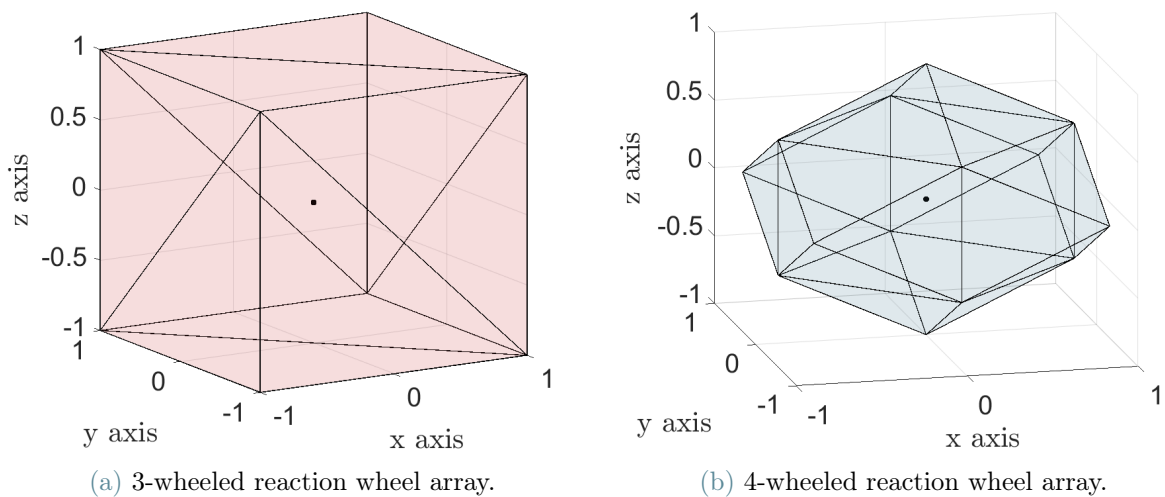 1
0.5
0
-0.5
-1
z axis
1
0
-1
y axis
-1
0
1
x axis
(a) 3-wheeled reaction wheel array.
1
0.5
0
-0.5
-1
z axis
1
0
-1
y axis
-1
0
1
x axis
(b) 4-wheeled reaction wheel array.